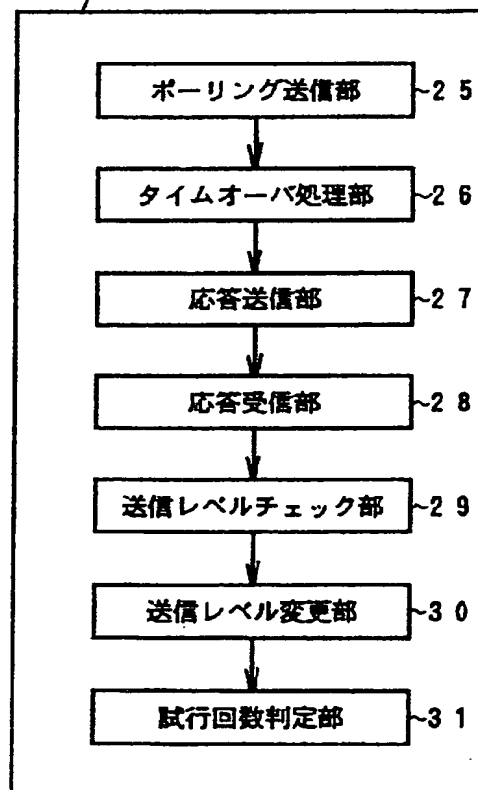 ポーリング送信部 ~25
タイムオーバ処理部 ~26
応答送信部 ~27
応答受信部 ~28
送信レベルチェック部 ~29
送信レベル変更部 ~30
試行回数判定部 ~31